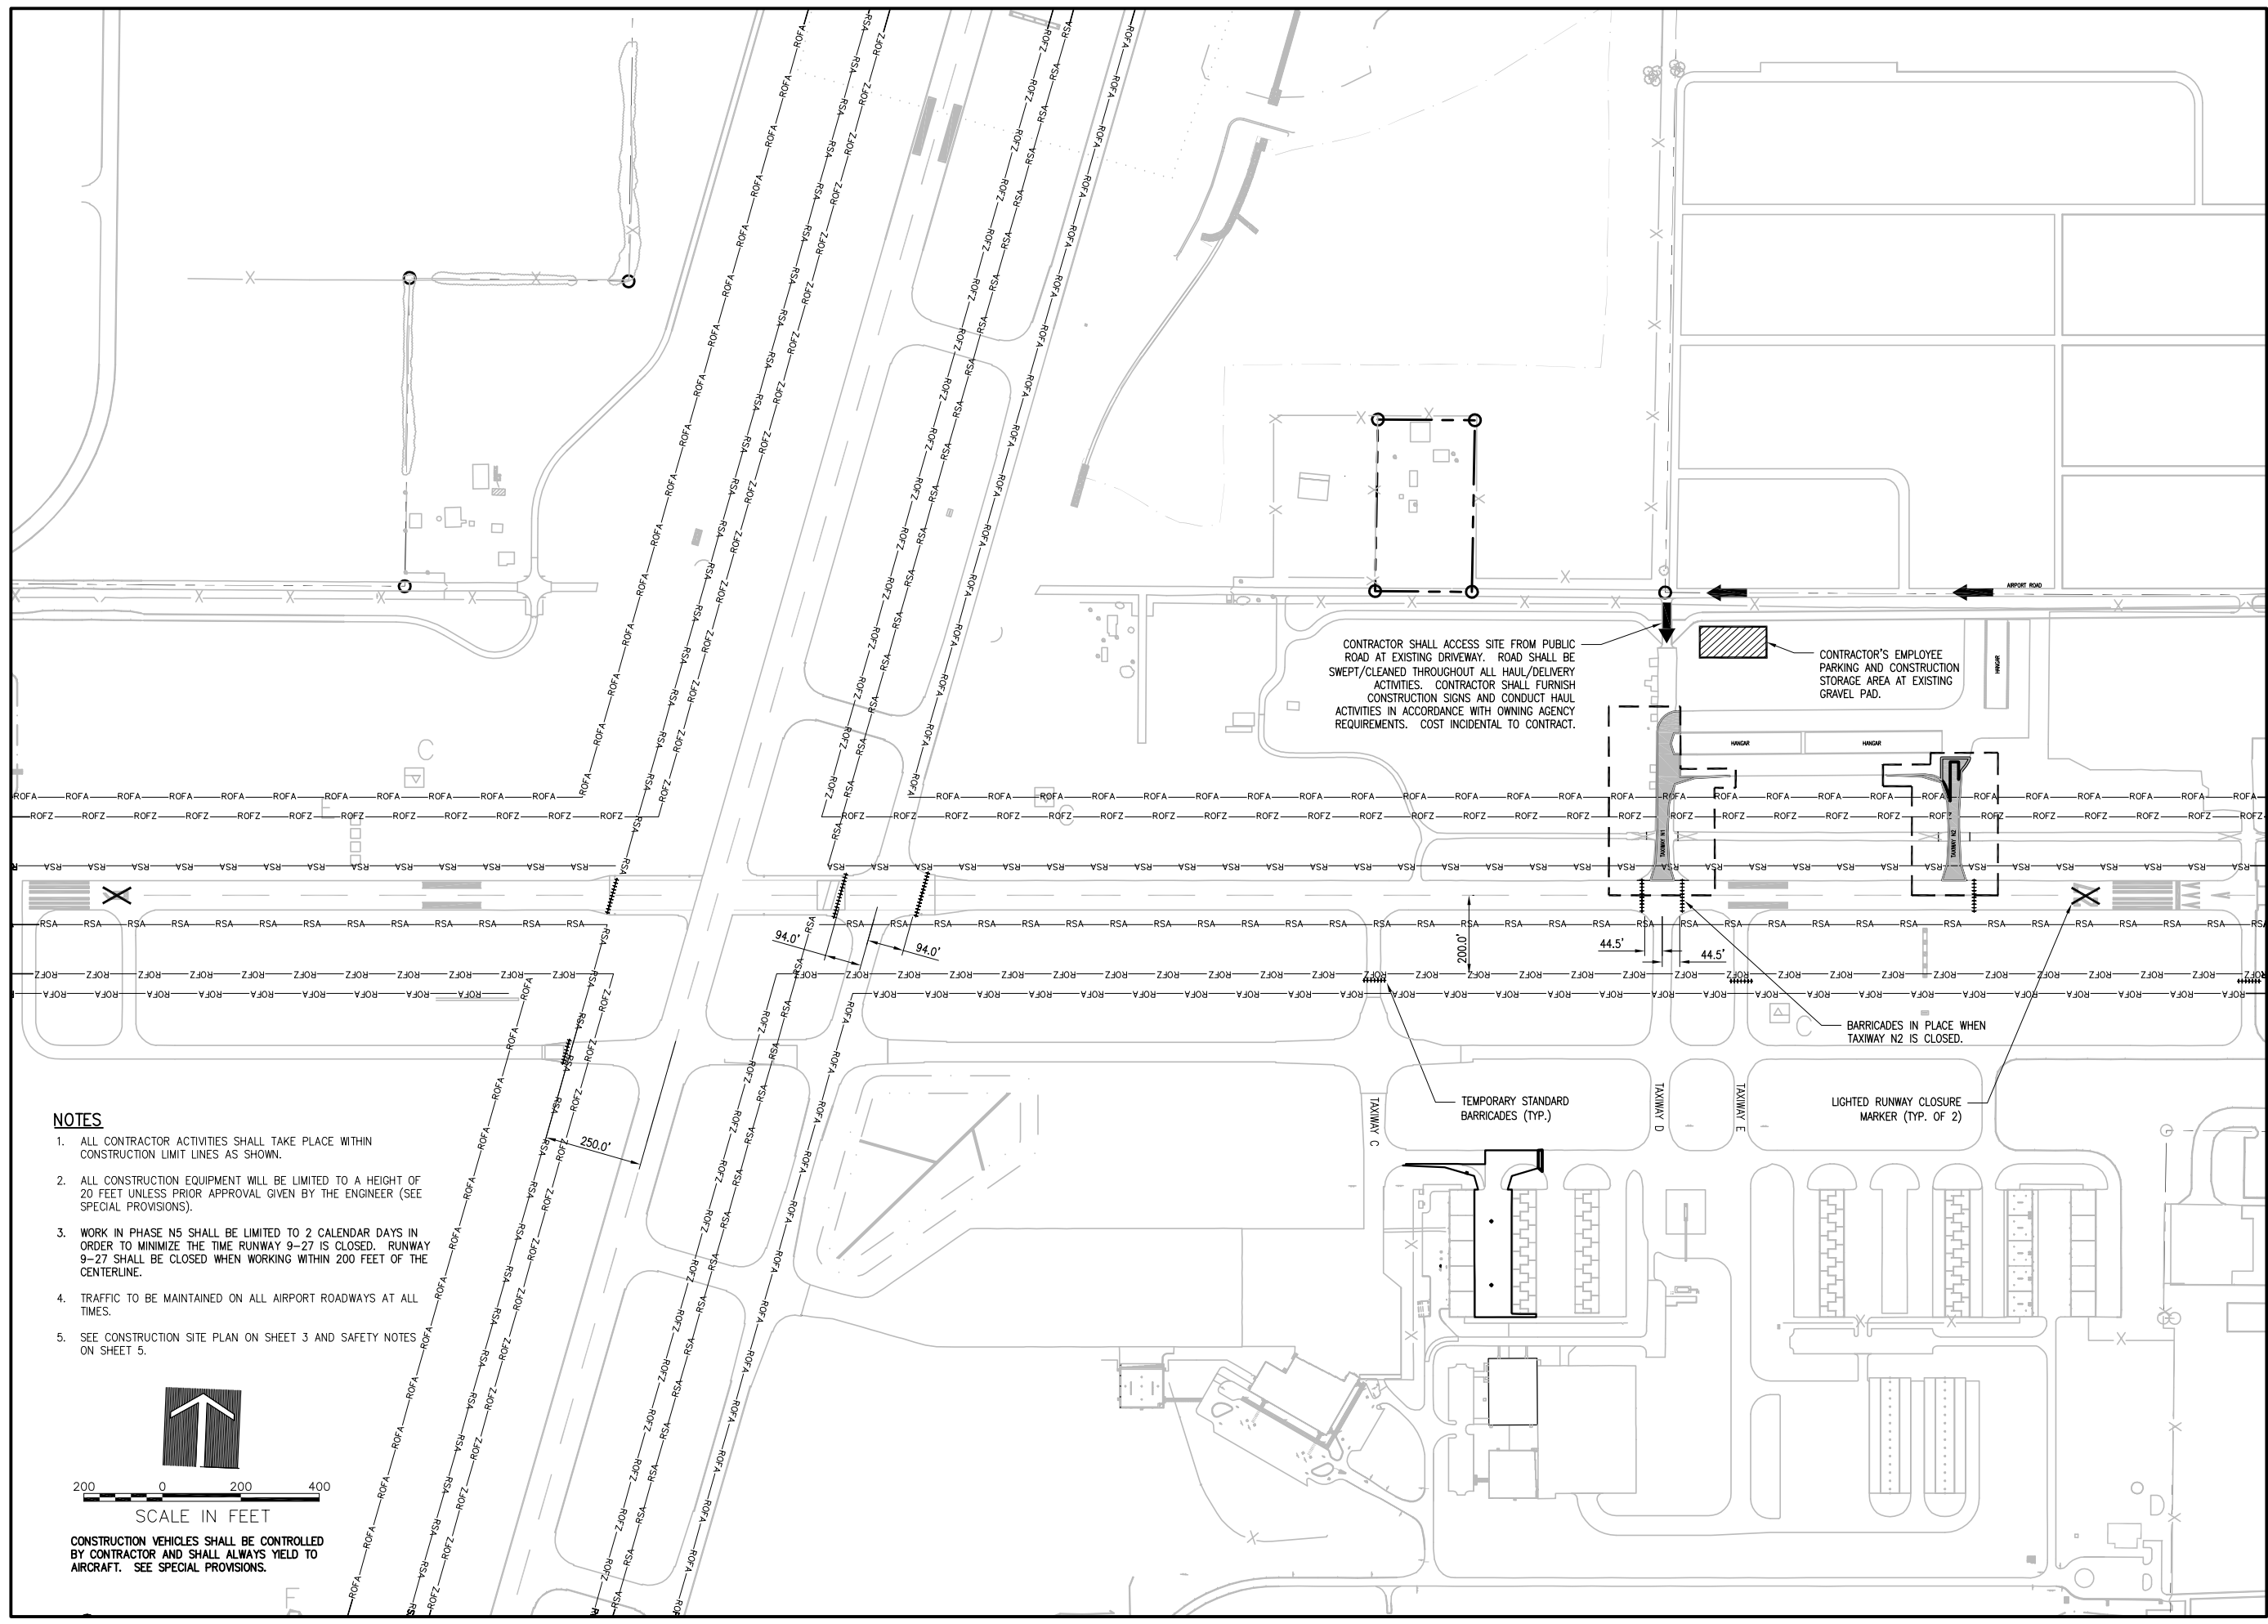 AIRPORT ROAD
CONTRACTOR SHALL ACCESS SITE FROM PUBLIC
ROAD AT EXISTING DRIVEWAY. ROAD SHALL BE
SWEPT/CLEANED THROUGHOUT ALL HAUL/DELIVERY
ACTIVITIES. CONTRACTOR SHALL FURNISH
CONSTRUCTION SIGNS AND CONDUCT HAUL
ACTIVITIES IN ACCORDANCE WITH OWNING AGENCY
REQUIREMENTS. COST INCIDENTAL TO CONTRACT.
CONTRACTOR'S EMPLOYEE
PARKING AND CONSTRUCTION
STORAGE AREA AT EXISTING
GRAVEL PAD.
HANGAR
HANGAR
HANGAR
TAXIWAY N1
TAXIWAY N2
ROFA
ROFZ
RSA
94.0'
94.0'
200.0'
44.5'
44.5'
250.0'
BARRICADES IN PLACE WHEN
TAXIWAY N2 IS CLOSED.
TEMPORARY STANDARD
BARRICADES (TYP.)
LIGHTED RUNWAY CLOSURE
MARKER (TYP. OF 2)
TAXIWAY C
TAXIWAY D
TAXIWAY E
NOTES
1. ALL CONTRACTOR ACTIVITIES SHALL TAKE PLACE WITHIN
CONSTRUCTION LIMIT LINES AS SHOWN.
2. ALL CONSTRUCTION EQUIPMENT WILL BE LIMITED TO A HEIGHT OF
20 FEET UNLESS PRIOR APPROVAL GIVEN BY THE ENGINEER (SEE
SPECIAL PROVISIONS).
3. WORK IN PHASE N5 SHALL BE LIMITED TO 2 CALENDAR DAYS IN
ORDER TO MINIMIZE THE TIME RUNWAY 9-27 IS CLOSED. RUNWAY
9-27 SHALL BE CLOSED WHEN WORKING WITHIN 200 FEET OF THE
CENTERLINE.
4. TRAFFIC TO BE MAINTAINED ON ALL AIRPORT ROADWAYS AT ALL
TIMES.
5. SEE CONSTRUCTION SITE PLAN ON SHEET 3 AND SAFETY NOTES
ON SHEET 5.
200 0 200 400
SCALE IN FEET
CONSTRUCTION VEHICLES SHALL BE CONTROLLED
BY CONTRACTOR AND SHALL ALWAYS YIELD TO
AIRCRAFT. SEE SPECIAL PROVISIONS.